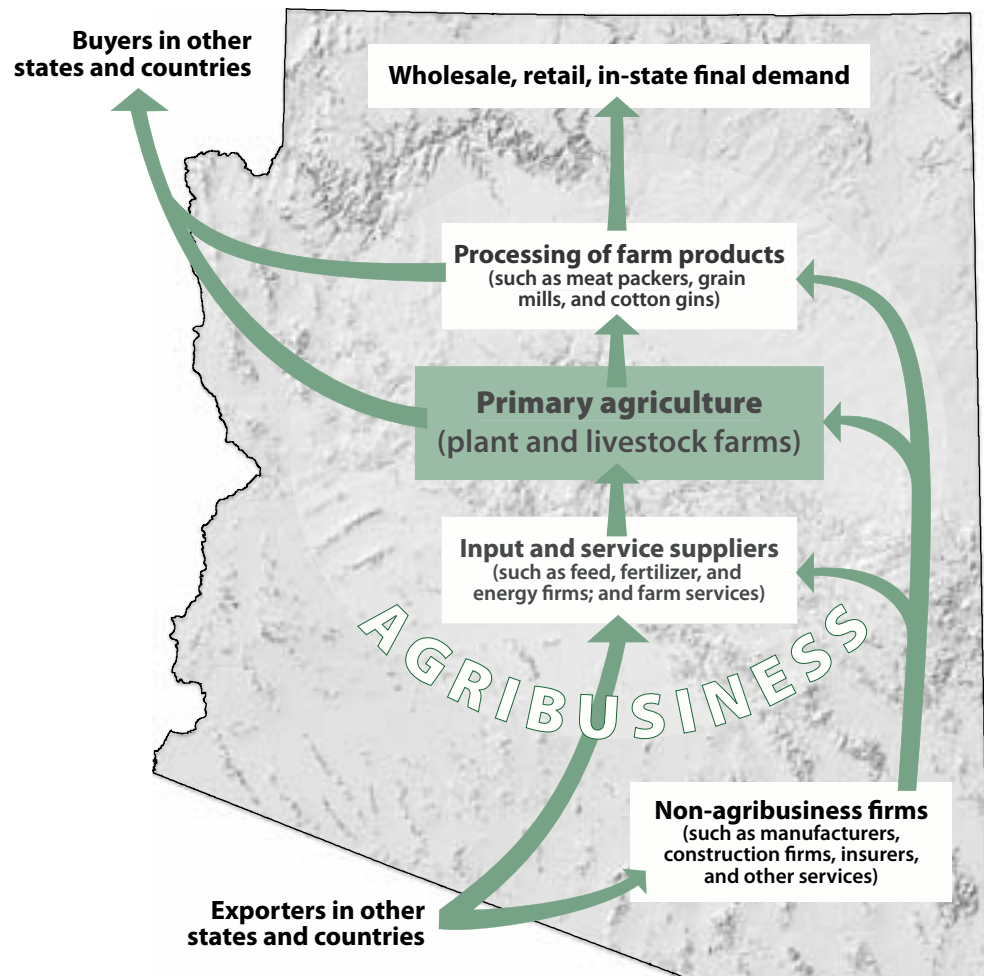 Buyers in other
states and countries
Wholesale, retail, in-state final demand
Processing of farm products
(such as meat packers, grain
mills, and cotton gins)
Primary agriculture
(plant and livestock farms)
Input and service suppliers
(such as feed, fertilizer, and
energy firms; and farm services)
AGRIBUSINESS
Non-agribusiness firms
(such as manufacturers,
construction firms, insurers,
and other services)
Exporters in other
states and countries